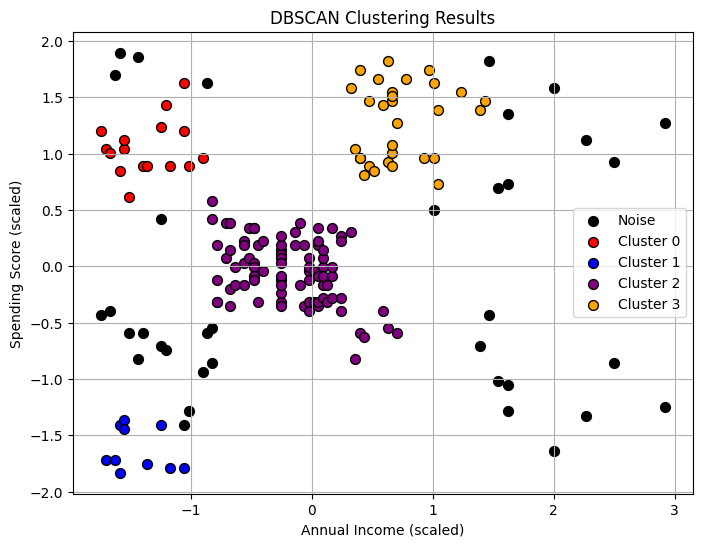 DBSCAN Clustering Results
Spending Score (scaled)
2.0
1.5
1.0
0.5
0.0
−0.5
−1.0
−1.5
−2.0
Noise
Cluster 0
Cluster 1
Cluster 2
Cluster 3
−1
0
1
2
3
Annual Income (scaled)